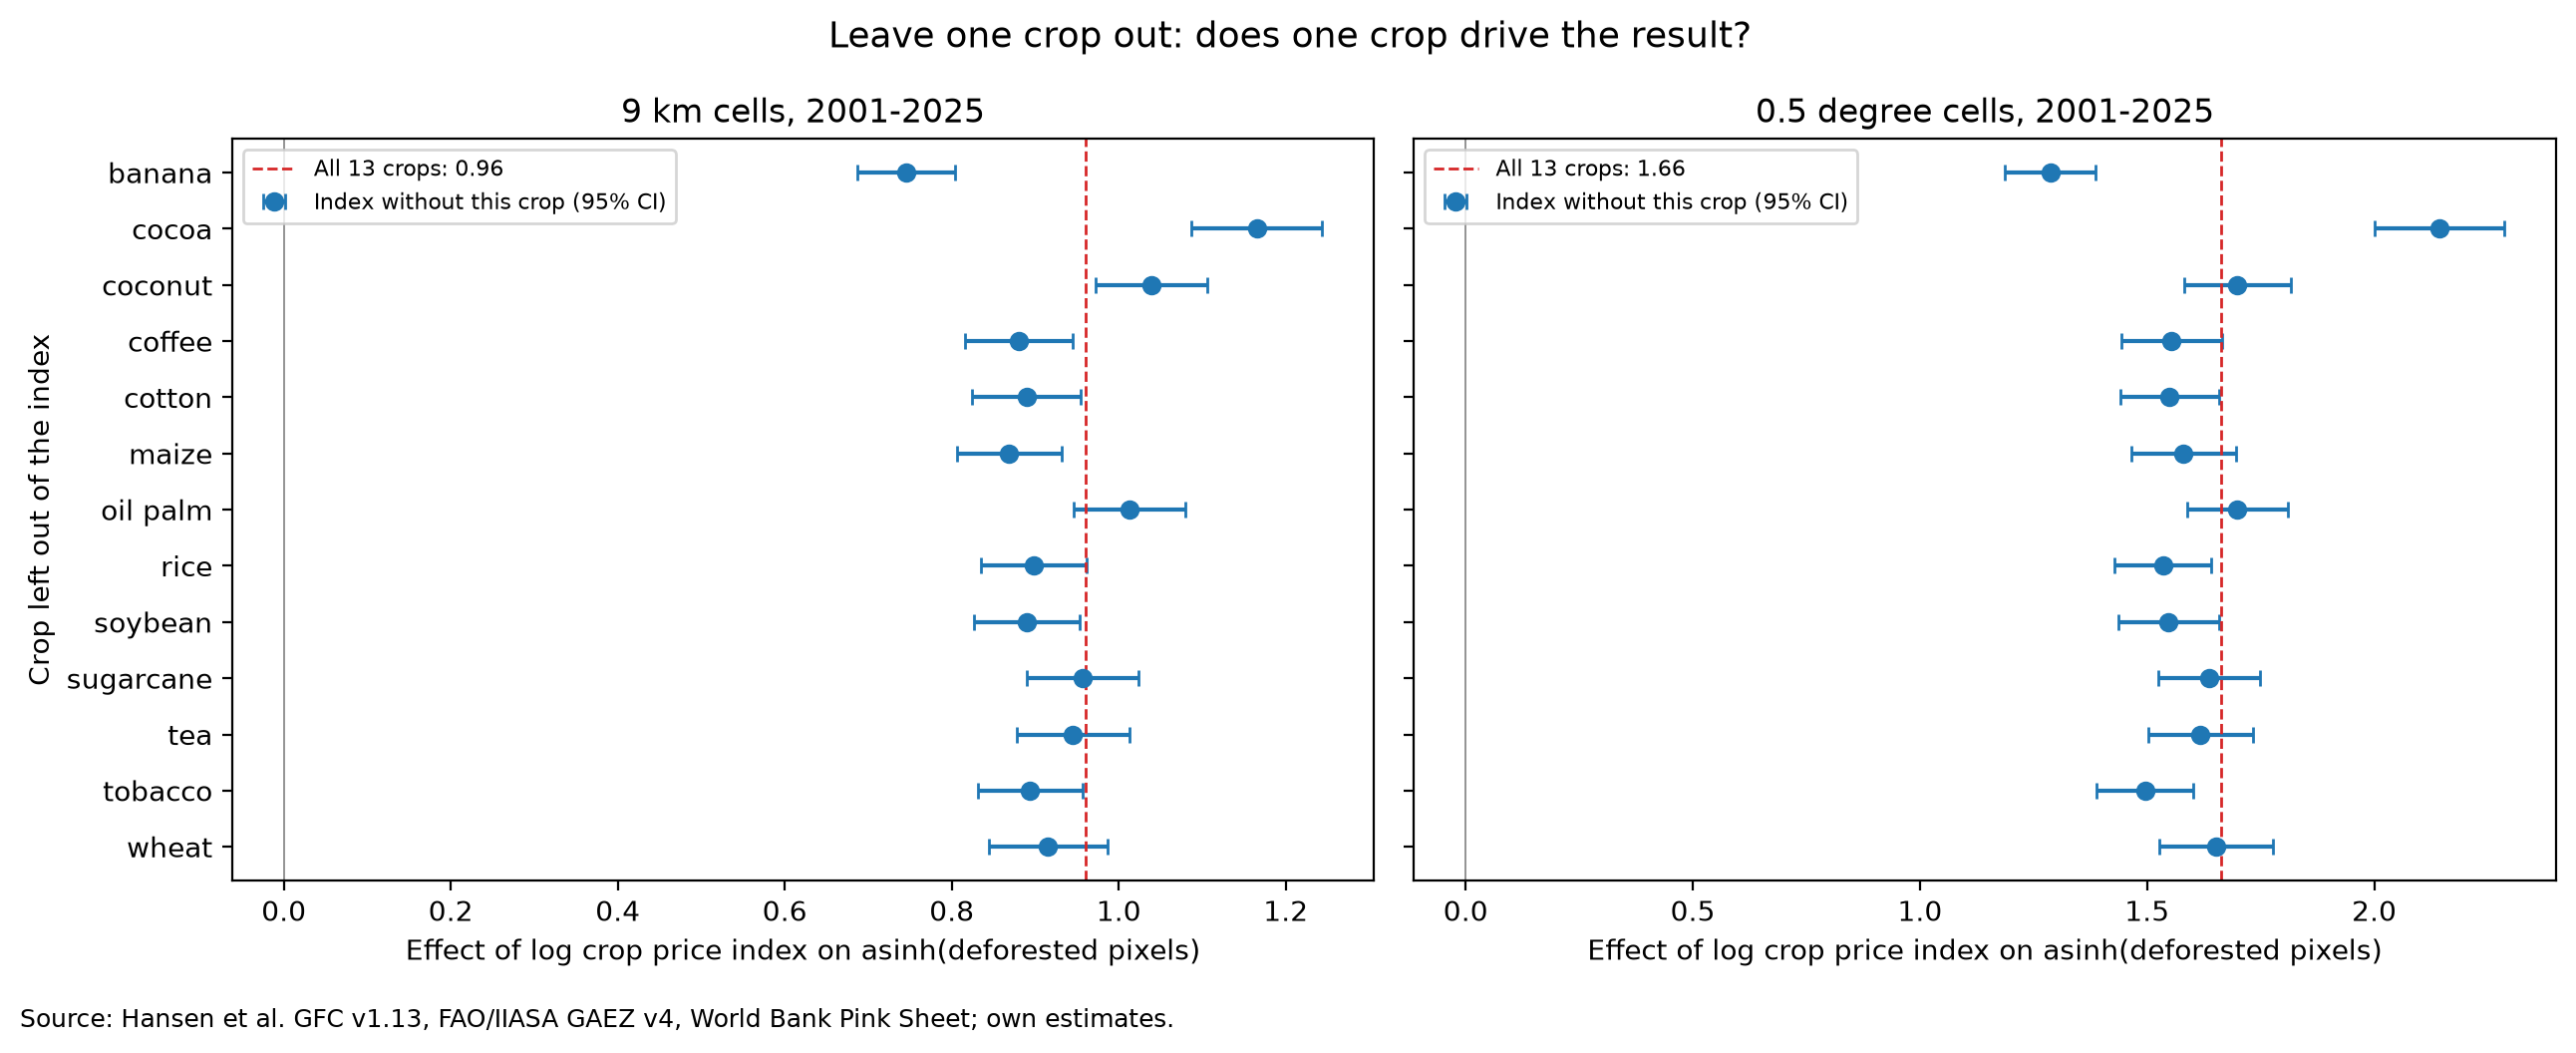 Leave one crop out: does one crop drive the result?
9 km cells, 2001-2025
All 13 crops: 0.96
Index without this crop (95% CI)
Crop left out of the index
banana
cocoa
coconut
coffee
cotton
maize
oil palm
rice
soybean
sugarcane
tea
tobacco
wheat
0.0 0.2 0.4 0.6 0.8 1.0 1.2
Effect of log crop price index on asinh(deforested pixels)
0.5 degree cells, 2001-2025
All 13 crops: 1.66
Index without this crop (95% CI)
0.0 0.5 1.0 1.5 2.0
Effect of log crop price index on asinh(deforested pixels)
Source: Hansen et al. GFC v1.13, FAO/IIASA GAEZ v4, World Bank Pink Sheet; own estimates.